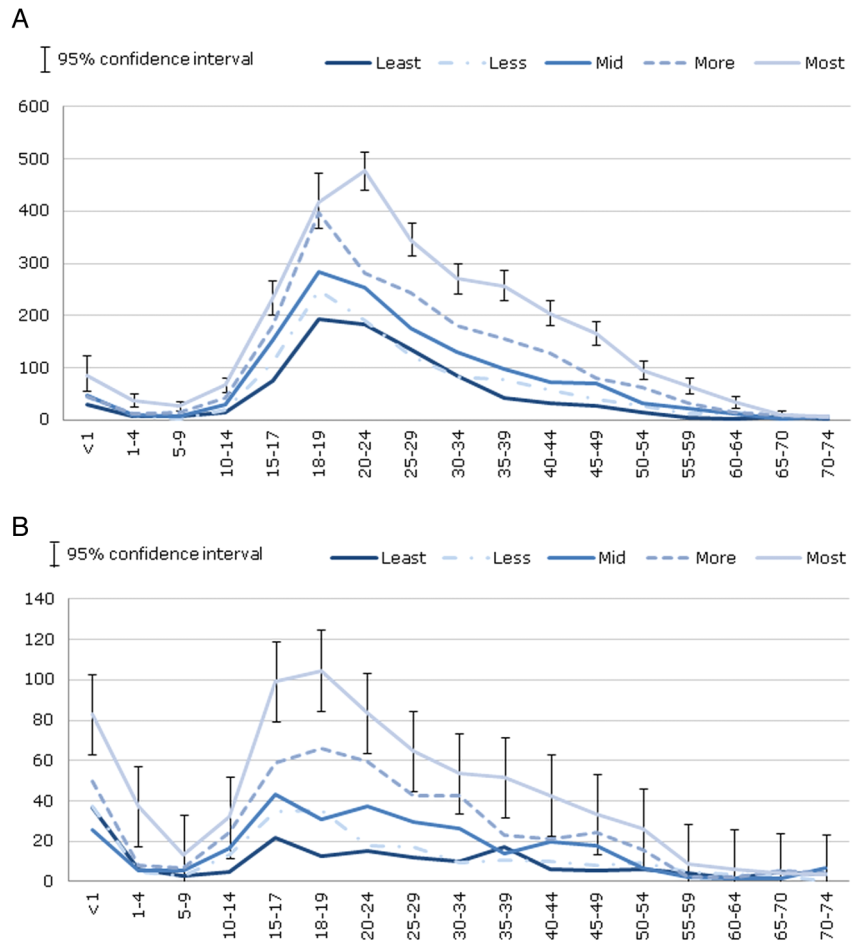 A
95% confidence interval
Least Less Mid More Most
600
500
400
300
200
100
0
<1 1-4 5-9 10-14 15-17 18-19 20-24 25-29 30-34 35-39 40-44 45-49 50-54 55-59 60-64 65-70 70-74
B
95% confidence interval
Least Less Mid More Most
140
120
100
80
60
40
20
0
<1 1-4 5-9 10-14 15-17 18-19 20-24 25-29 30-34 35-39 40-44 45-49 50-54 55-59 60-64 65-70 70-74